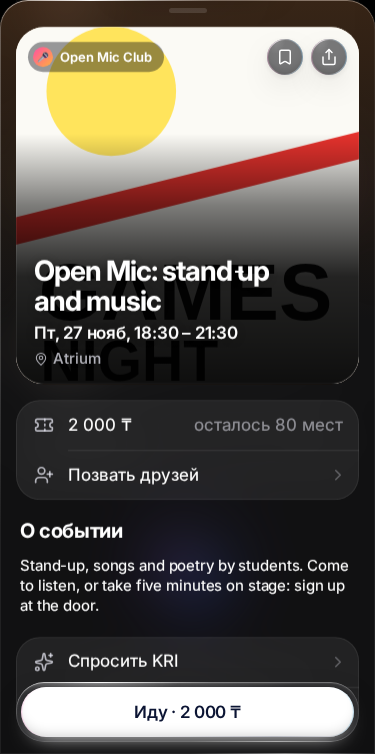 Open Mic Club
GAMES
NIGHT
Open Mic: stand-up
and music
Пт, 27 нояб, 18:30 – 21:30
Atrium
2 000 ₸
осталось 80 мест
Позвать друзей
О событии
Stand-up, songs and poetry by students. Come
to listen, or take five minutes on stage: sign up
at the door.
Спросить KRI
Иду · 2 000 ₸